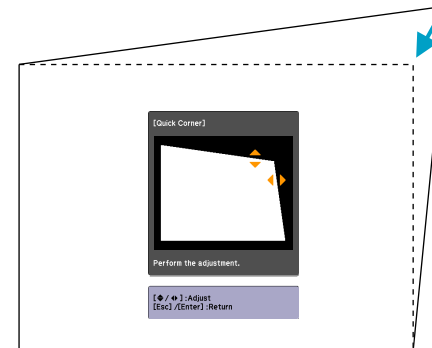 [Quick Corner]
Perform the adjustment.
[ / ] :Adjust
[Esc] /[Enter] :Return